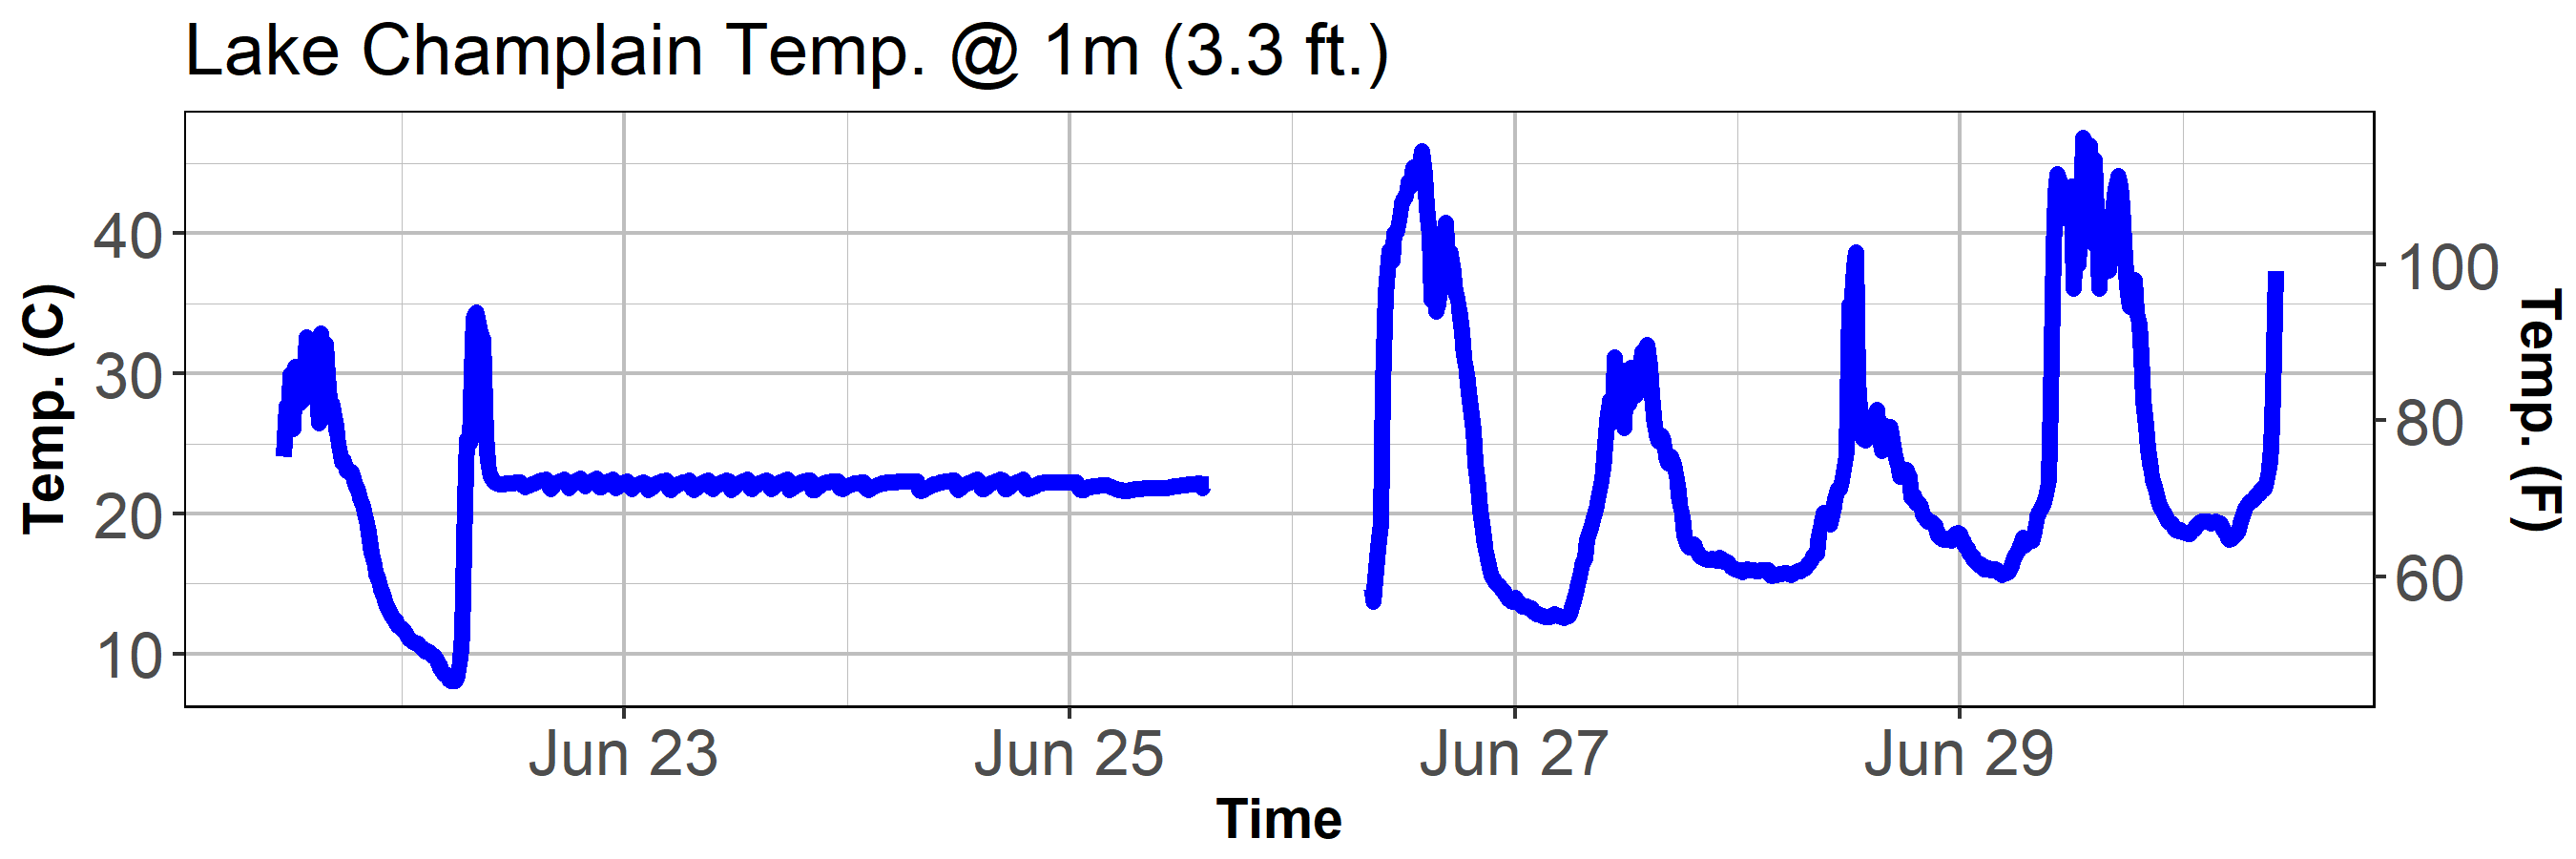 Lake Champlain Temp. @ 1m (3.3 ft.)
Temp. (C)
40
30
20
10
100
80
60
Temp. (F)
Jun 23
Jun 25
Jun 27
Jun 29
Time